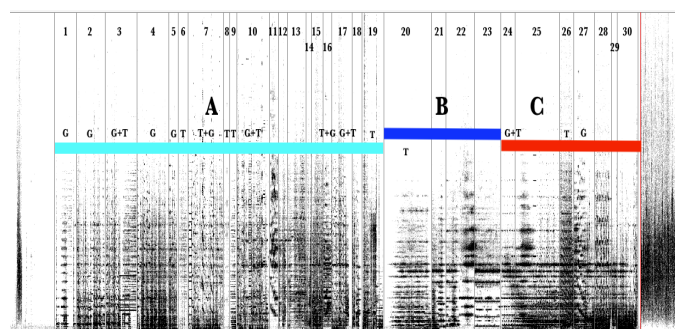 1 2 3 4 5 6 7 8 9 10 11 12 13 15 17 18 19 20 21 22 23 24 25 26 27 28 30
14 16 29
A B C
G G G+T G G T T+G T T G+T T+G G+T T G+T T G
T